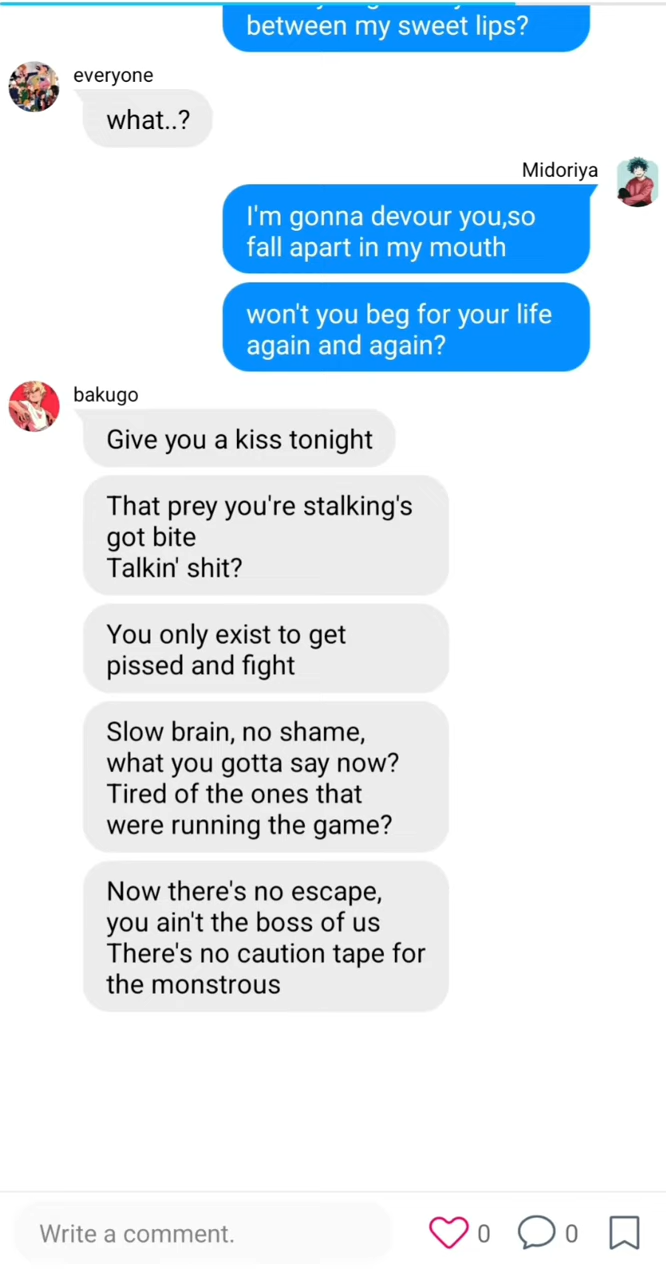 between my sweet lips?
everyone
what..?
Midoriya
I'm gonna devour you,so
fall apart in my mouth
won't you beg for your life
again and again?
bakugo
Give you a kiss tonight
That prey you're stalking's
got bite
Talkin' shit?
You only exist to get
pissed and fight
Slow brain, no shame,
what you gotta say now?
Tired of the ones that
were running the game?
Now there's no escape,
you ain't the boss of us
There's no caution tape for
the monstrous
Write a comment.
0
0